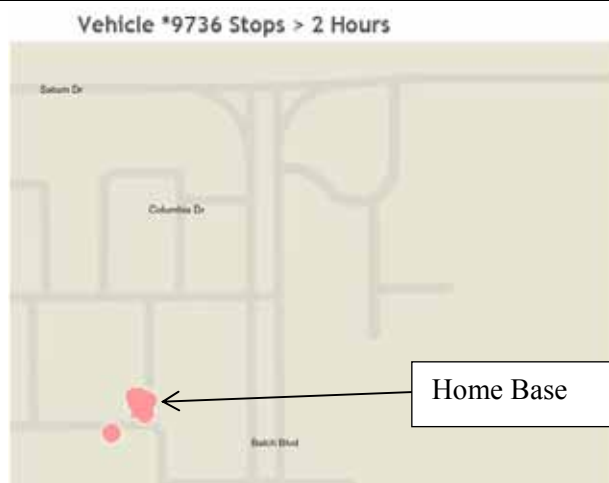 Vehicle *9736 Stops > 2 Hours
Saturn Dr
Columbia Dr
Home Base
Balch Blvd